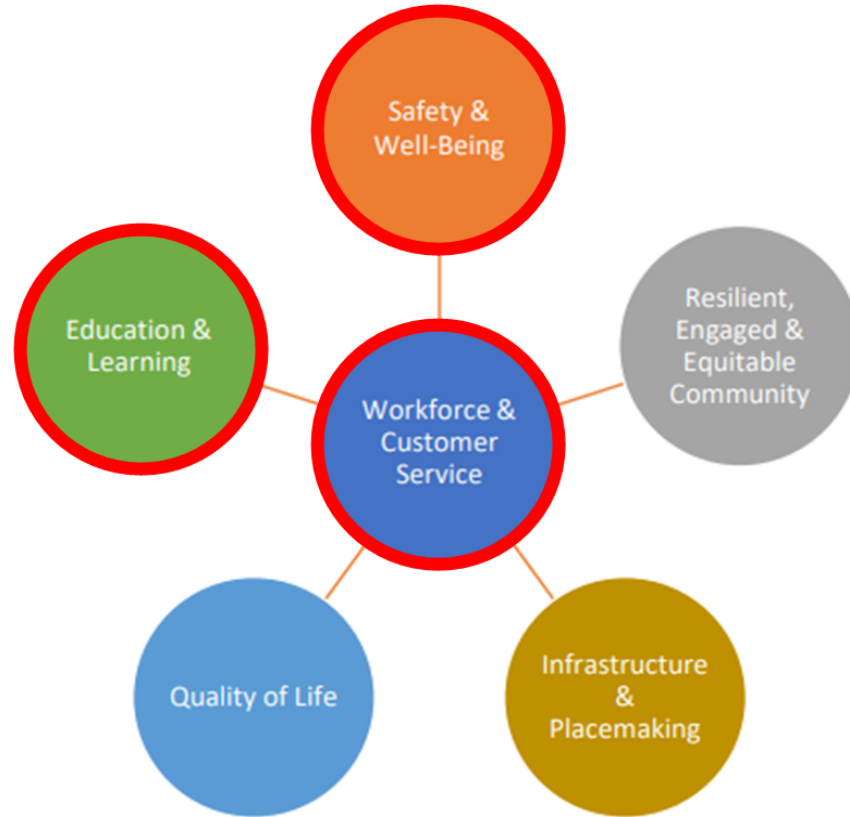 Safety &
Well-Being
Education &
Learning
Resilient,
Engaged &
Equitable
Community
Workforce &
Customer
Service
Quality of Life
Infrastructure
&
Placemaking